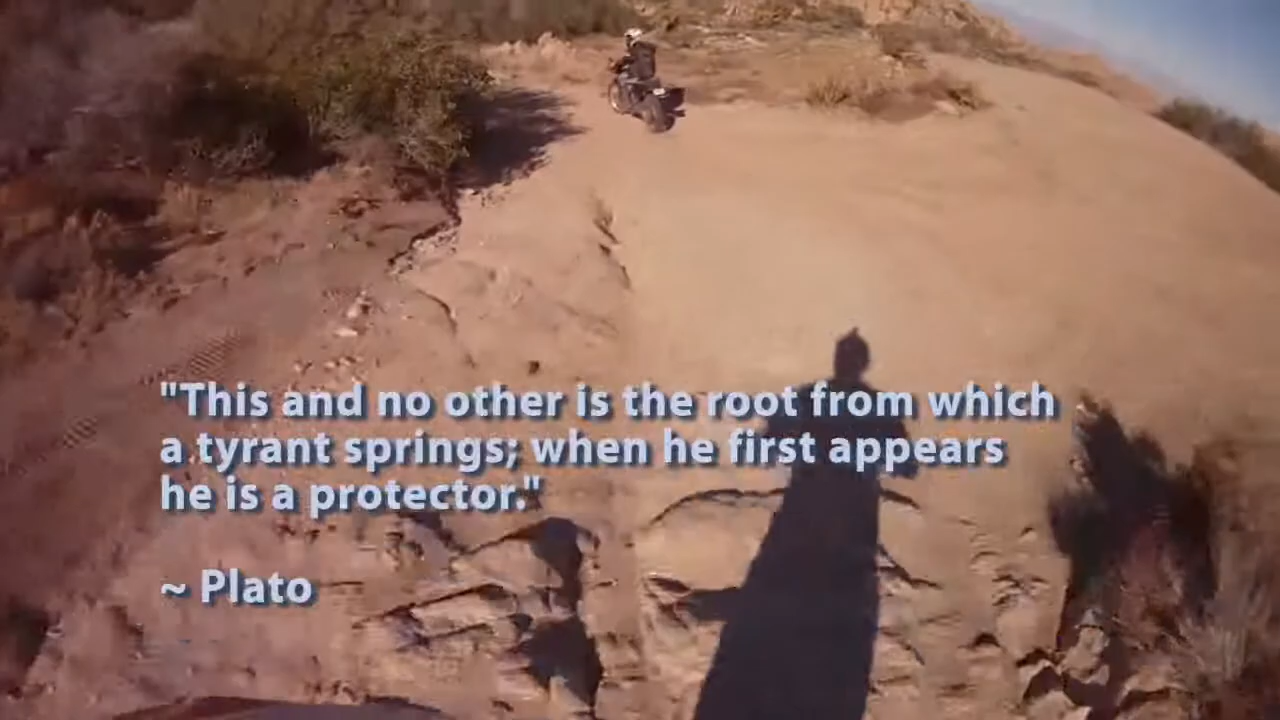 "This and no other is the root from which
a tyrant springs; when he first appears
he is a protector."
~ Plato